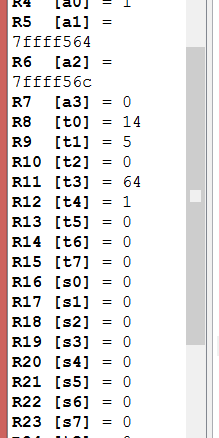 R4 [a0] = 1
R5 [a1] =
7ffff564
R6 [a2] =
7ffff56c
R7 [a3] = 0
R8 [t0] = 14
R9 [t1] = 5
R10 [t2] = 0
R11 [t3] = 64
R12 [t4] = 1
R13 [t5] = 0
R14 [t6] = 0
R15 [t7] = 0
R16 [s0] = 0
R17 [s1] = 0
R18 [s2] = 0
R19 [s3] = 0
R20 [s4] = 0
R21 [s5] = 0
R22 [s6] = 0
R23 [s7] = 0